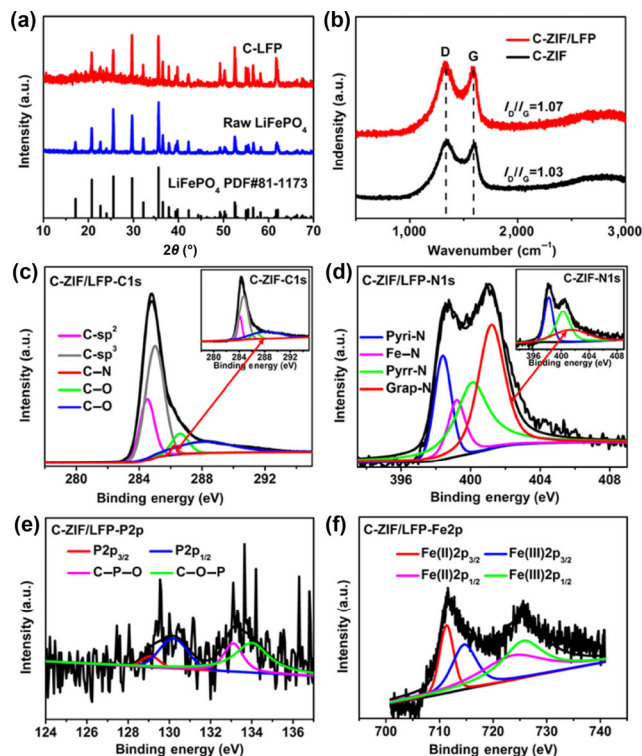 (a)
C-LFP
Raw LiFePO4
LiFePO4 PDF#81-1173
Intensity (a.u.)
10 20 30 40 50 60 70
2θ (°)
(b)
C-ZIF/LFP
C-ZIF
D G
ID//G=1.07
ID//G=1.03
Indensity (a.u.)
1,000 2,000 3,000
Wavenumber (cm−1)
(c)
C-ZIF/LFP-C1s
C-sp2
C-sp3
C–N
C–O
C–O
C-ZIF-C1s
280 284 288 292
Binding energy (eV)
Intensity (a.u.)
280 284 288 292
Binding energy (eV)
(d)
C-ZIF/LFP-N1s
Pyri-N
Fe–N
Pyrr-N
Grap-N
C-ZIF-N1s
396 400 404 408
Binding energy (eV)
Intensity (a.u.)
396 400 404 408
Binding energy (eV)
(e)
C-ZIF/LFP-P2p
P2p3/2 P2p1/2
C–P–O C–O–P
Intensity (a.u.)
124 126 128 130 132 134 136
Binding energy (eV)
(f)
C-ZIF/LFP-Fe2p
Fe(II)2p3/2 Fe(III)2p3/2
Fe(II)2p1/2 Fe(III)2p1/2
Intensity (a.u.)
700 710 720 730 740
Binding energy (eV)